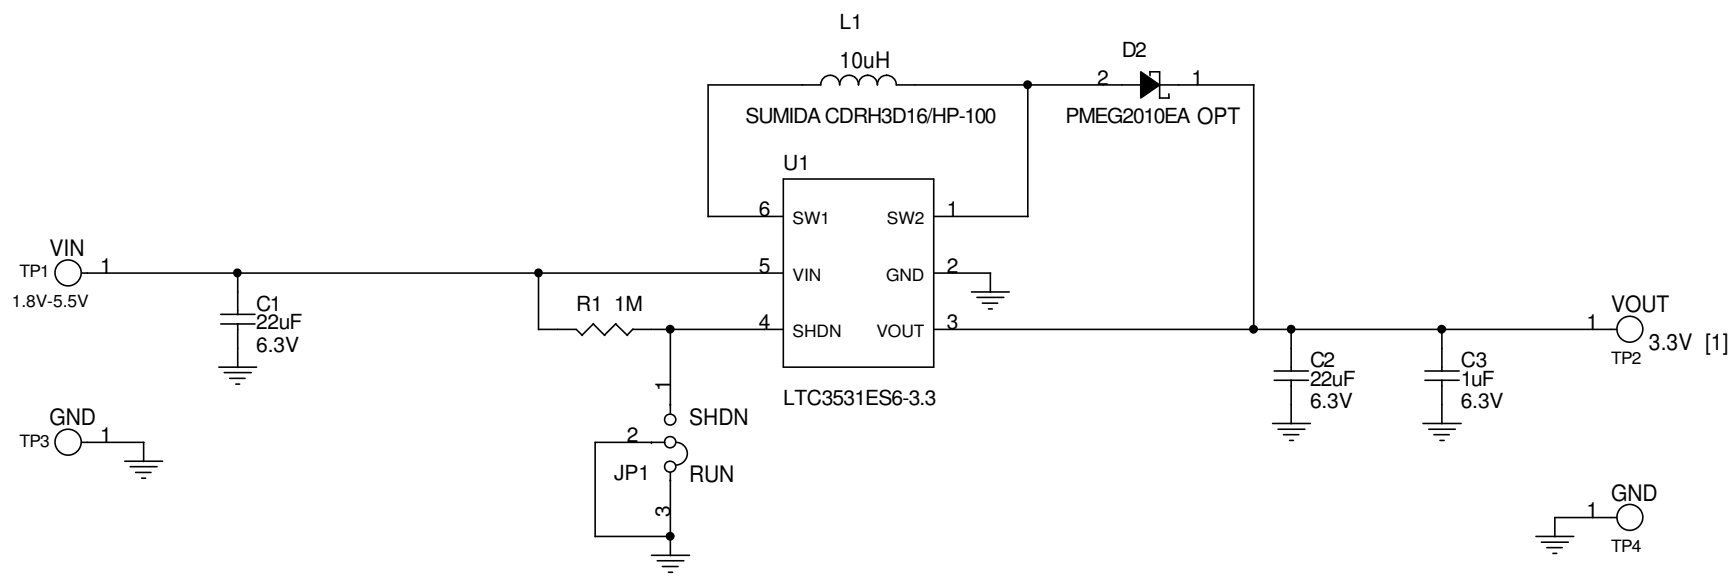 L1
10uH
SUMIDA CDRH3D16/HP-100
D2
2
1
PMEG2010EA OPT
U1
6
SW1
SW2
1
VIN
TP1
1
1.8V-5.5V
5
VIN
GND
2
C1
22uF
6.3V
R1 1M
4
SHDN
VOUT
3
LTC3531ES6-3.3
1
VOUT
3.3V [1]
TP2
C2
22uF
6.3V
C3
1uF
6.3V
GND
TP3
1
1
SHDN
2
JP1
RUN
3
GND
1
TP4